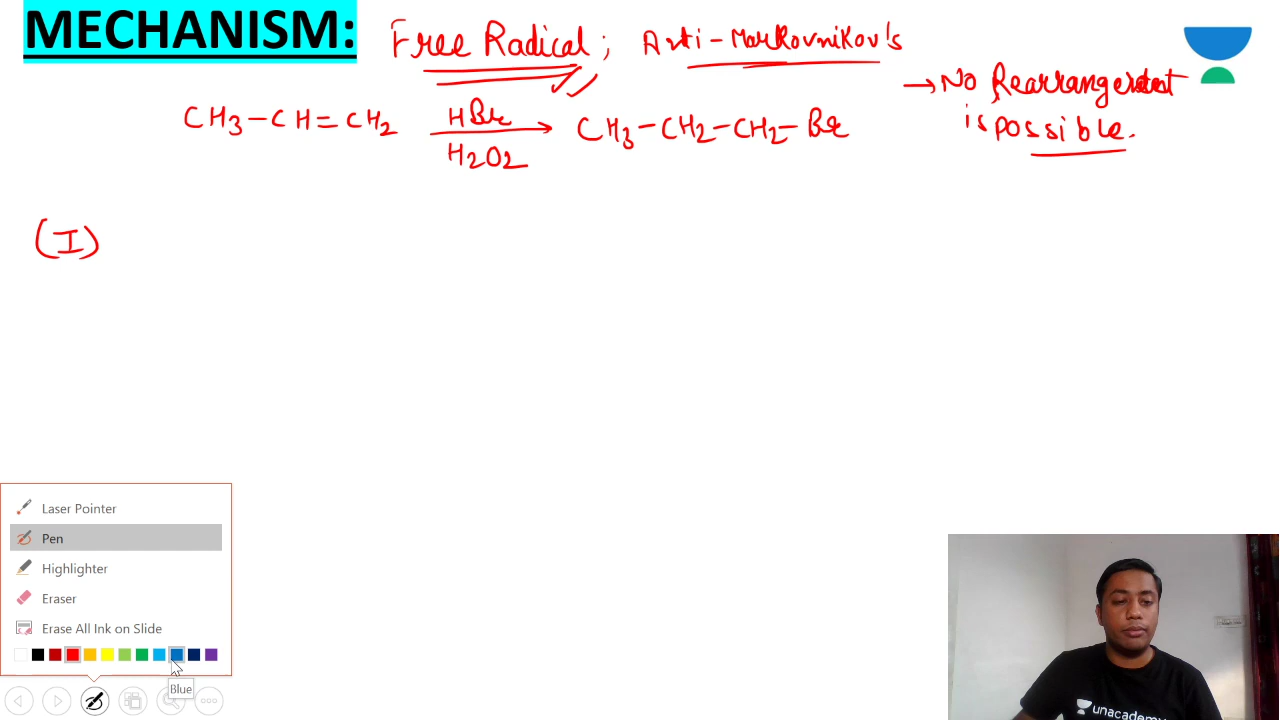 MECHANISM: Free Radical ; Anti-Markovnikov's
→ No Rearrangement
is possible.
CH3-CH=CH2 HBr → CH3-CH2-CH2-Br
H2O2
(I)
Laser Pointer
Pen
Highlighter
Eraser
Erase All Ink on Slide
Blue
unacademy